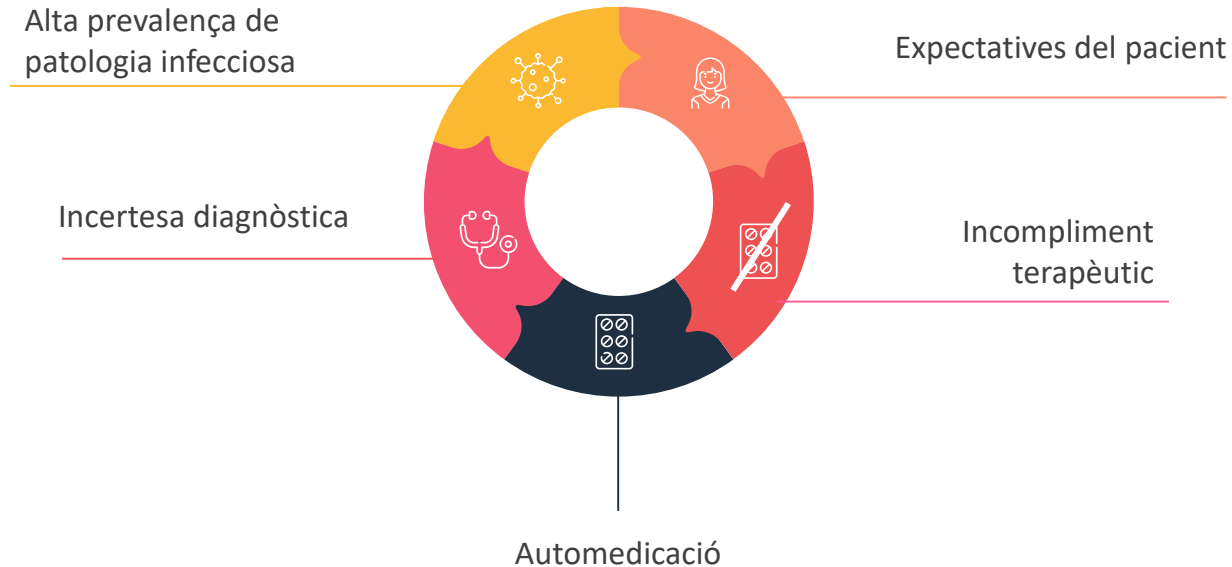 Alta prevalença de
patologia infecciosa
Expectatives del pacient
Incertesa diagnòstica
Incompliment
terapèutic
Automedicació